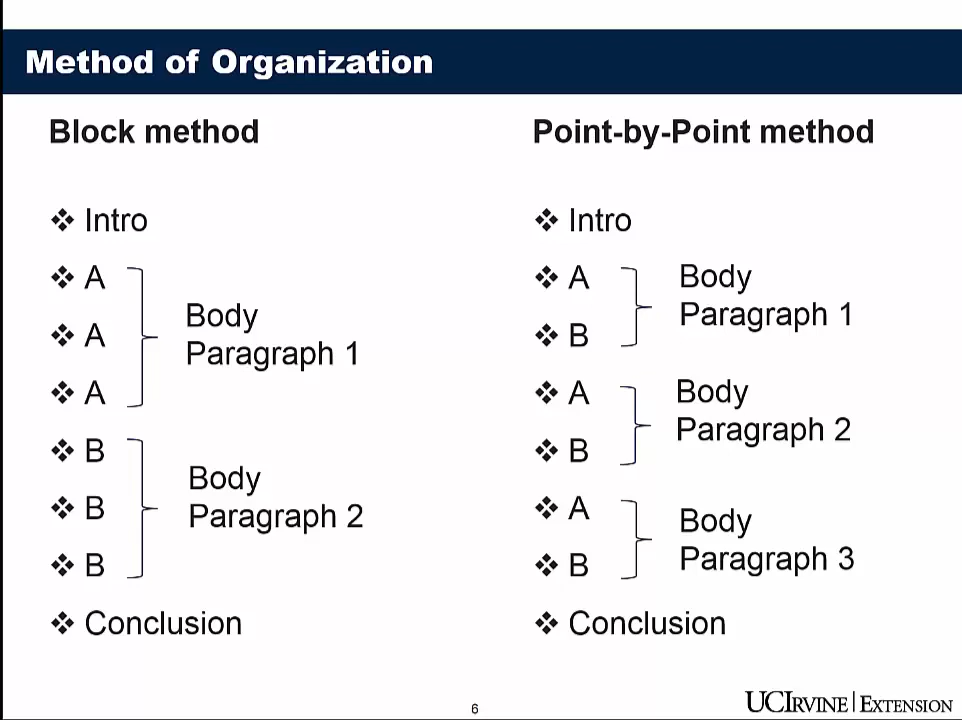 Method of Organization
Block method
Intro
A
A
A
Body
Paragraph 1
B
B
B
Body
Paragraph 2
Conclusion
Point-by-Point method
Intro
A
B
Body
Paragraph 1
A
B
Body
Paragraph 2
A
B
Body
Paragraph 3
Conclusion
6
UCIRVINE | EXTENSION